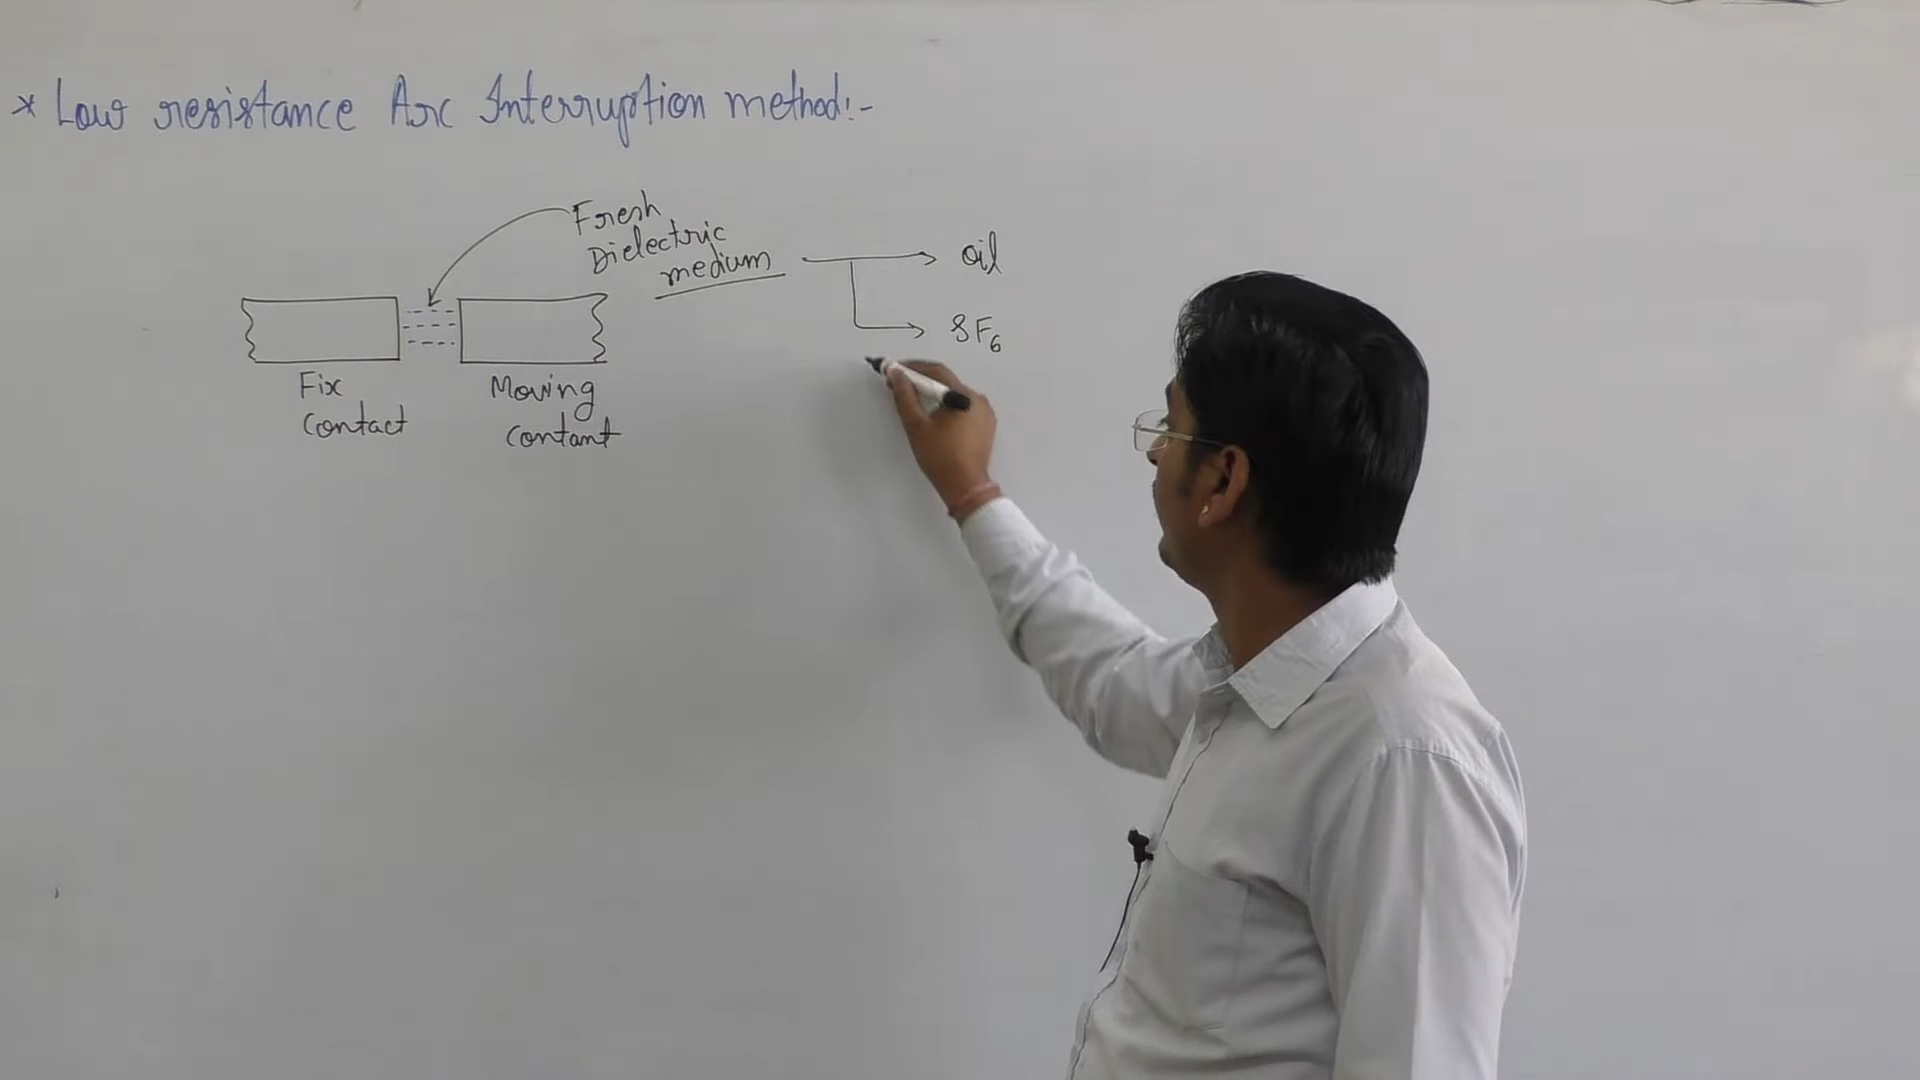 * Low resistance Arc Interruption method:-
Fresh
Dielectric
medium
oil
SF6
Fix
Contact
Moving
Contant